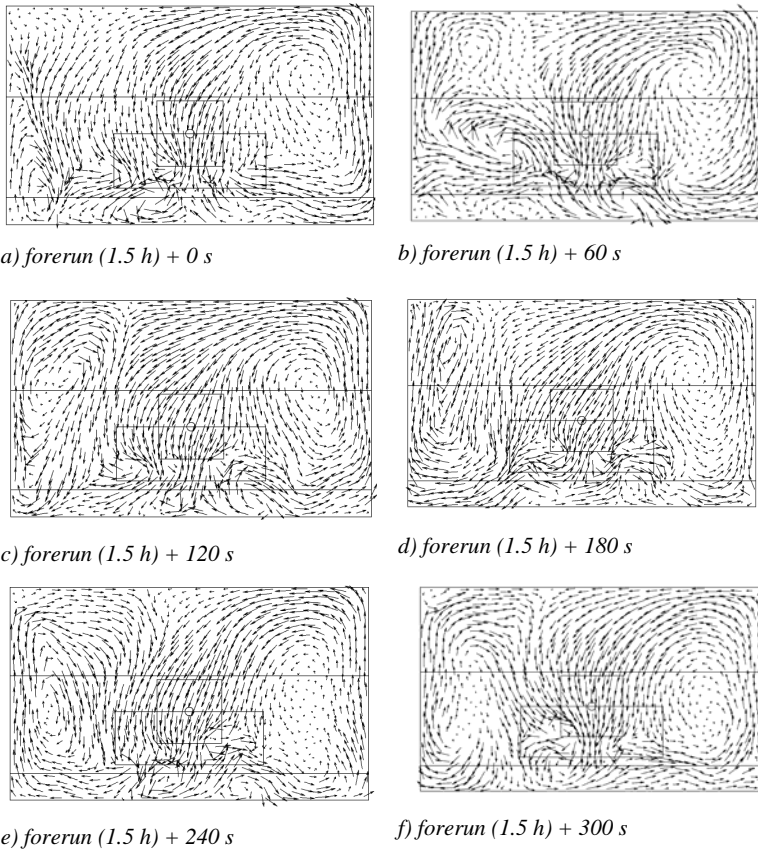 a) forerun (1.5 h) + 0 s
b) forerun (1.5 h) + 60 s
c) forerun (1.5 h) + 120 s
d) forerun (1.5 h) + 180 s
e) forerun (1.5 h) + 240 s
f) forerun (1.5 h) + 300 s